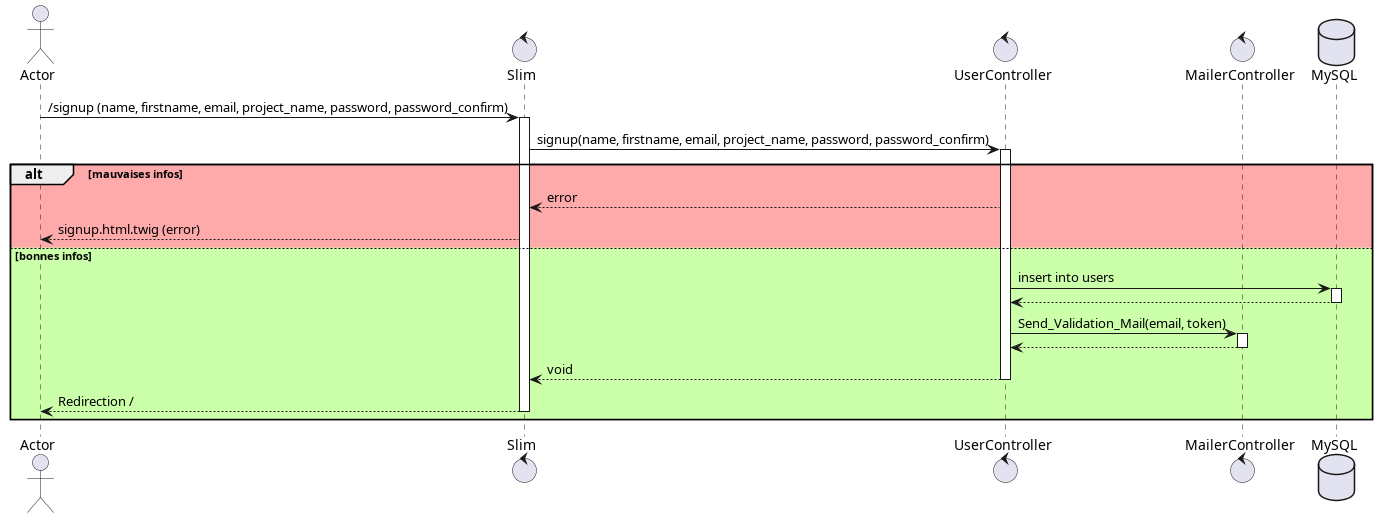 Actor
Slim
UserController
MailerController
MySQL
/signup (name, firstname, email, project_name, password, password_confirm)
signup(name, firstname, email, project_name, password, password_confirm)
alt
[mauvaises infos]
error
signup.html.twig (error)
[bonnes infos]
insert into users
Send_Validation_Mail(email, token)
void
Redirection /
Actor
Slim
UserController
MailerController
MySQL